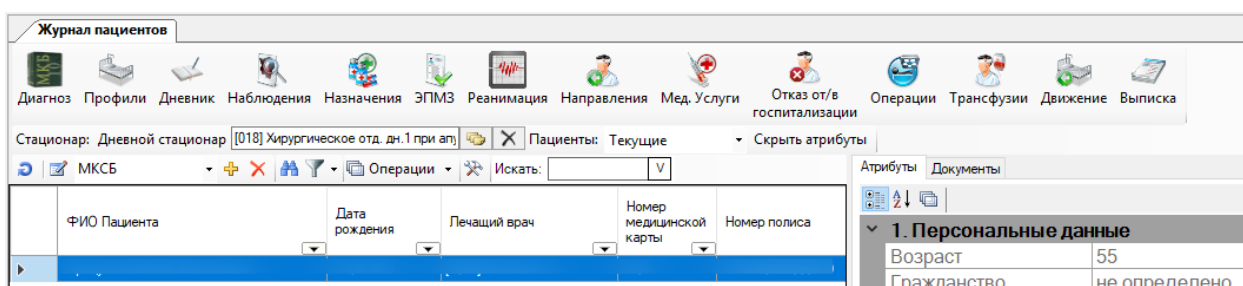 Журнал пациентов
Диагноз Профили Дневник Наблюдения Назначения ЭПМЗ Реанимация Направления Мед. Услуги Отказ от/в госпитализации Операции Трансфузии Движение Выписка
Стационар: Дневной стационар [018] Хирургическое отд. дн.1 при Пациенты: Текущие Скрыть атрибуты
МКСБ Операции Искать: V
Атрибуты Документы
ФИО Пациента Дата рождения Лечащий врач Номер медицинской карты Номер полиса
1. Персональные данные
Возраст 55
Гражданство не определено